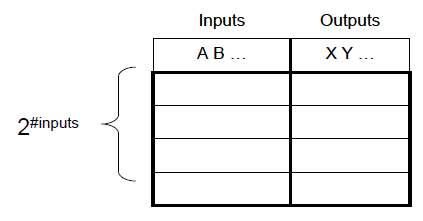 Inputs Outputs
A B … X Y …
2#inputs